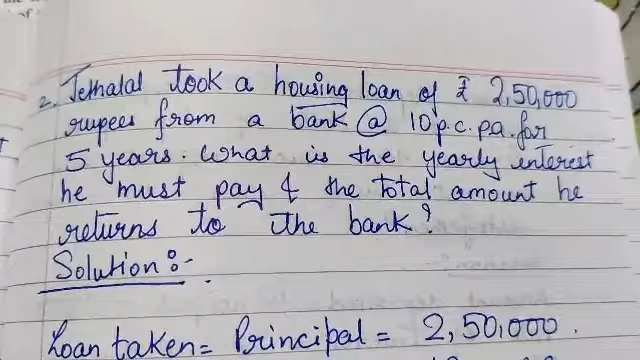 2. Jethalal took a housing loan of ₹ 2,50,000
rupees from a bank @ 10 p.c.p.a. for
5 years. What is the yearly interest
he must pay & the total amount he
returns to the bank?
Solution:-
Loan taken = Principal = 2,50,000.